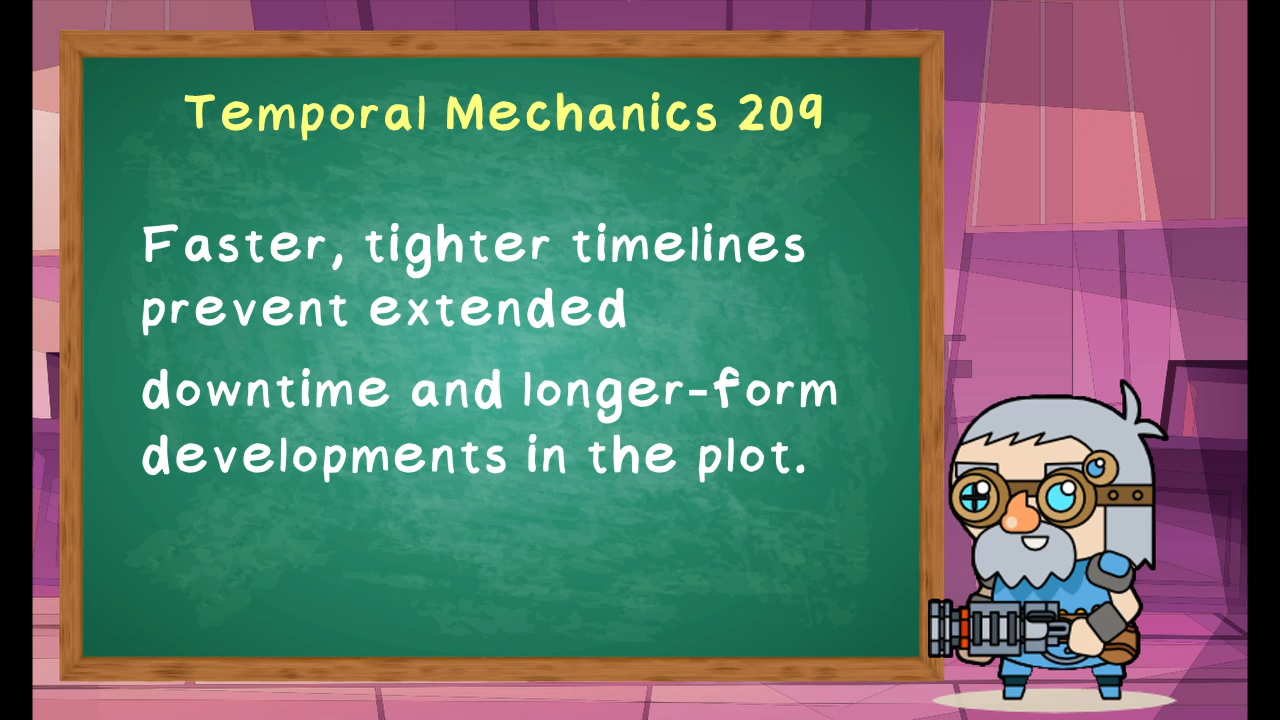 Temporal Mechanics 209
Faster, tighter timelines
prevent extended
downtime and longer-form
developments in the plot.